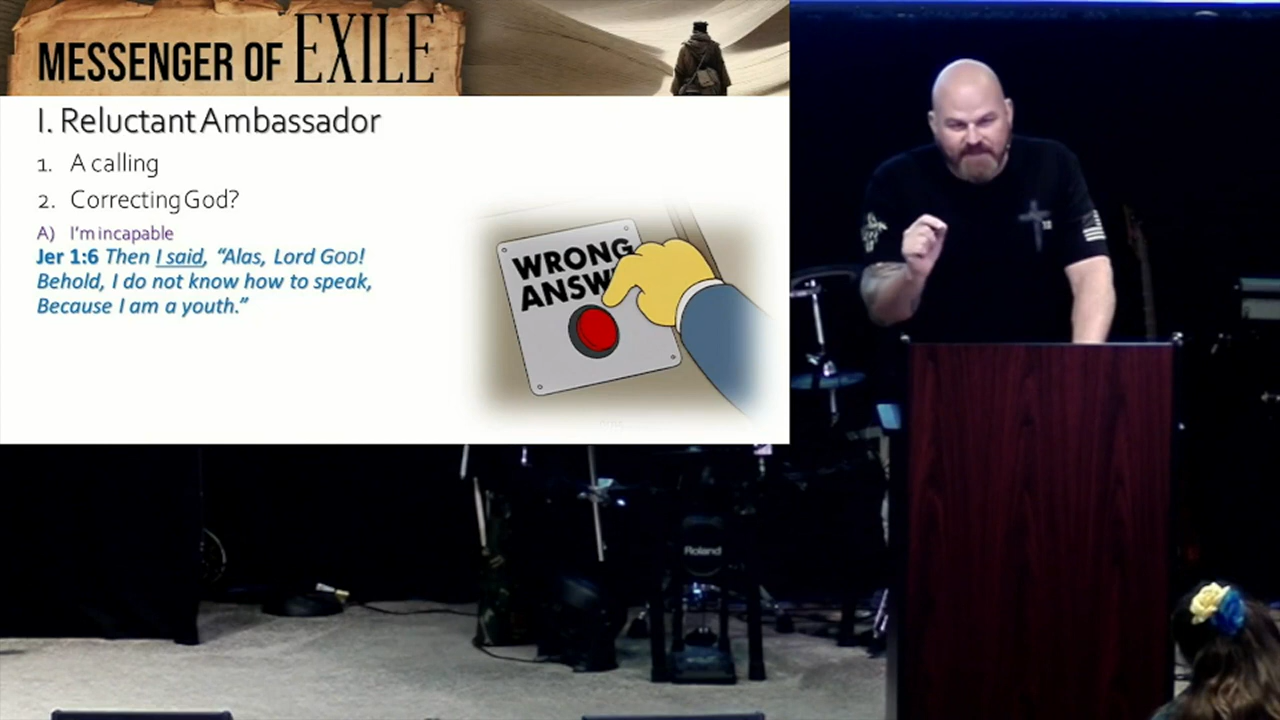 MESSENGER OF EXILE
I. Reluctant Ambassador
1. A calling
2. Correcting God?
A) I'm incapable
Jer 1:6 Then I said, “Alas, Lord GOD!
Behold, I do not know how to speak,
Because I am a youth.”
WRONG
ANSW
Roland